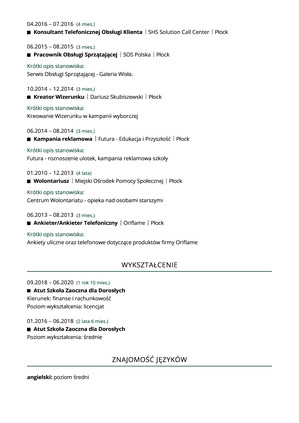 04.2016 – 07.2016 (4 mies.)
■ Konsultant Telefonicznej Obsługi Klienta | SHS Solution Call Center | Płock
06.2015 – 08.2015 (3 mies.)
■ Pracownik Obsługi Sprzątającej | SOS Polska | Płock
Krótki opis stanowiska:
Serwis Obsługi Sprzątającej - Galeria Wisła.
10.2014 – 12.2014 (3 mies.)
■ Kreator Wizerunku | Dariusz Skubiszewski | Płock
Krótki opis stanowiska:
Kreowanie Wizerunku w kampanii wyborczej
06.2014 – 08.2014 (3 mies.)
■ Kampania reklamowa | Futura - Edukacja i Przyszłość | Płock
Krótki opis stanowiska:
Futura - roznoszenie ulotek, kampania reklamowa szkoły
01.2010 – 12.2013 (4 lata)
■ Wolontariusz | Miejski Ośrodek Pomocy Społecznej | Płock
Krótki opis stanowiska:
Centrum Wolontariatu - opieka nad osobami starszymi
06.2013 – 08.2013 (3 mies.)
■ Ankieter/Ankieter Telefoniczny | Oriflame | Płock
Krótki opis stanowiska:
Ankiety uliczne oraz telefonowe dotyczące produktów firmy Oriflame
WYKSZTAŁCENIE
09.2018 – 06.2020 (1 rok 10 mies.)
■ Atut Szkoła Zaoczna dla Dorosłych
Kierunek: finanse i rachunkowość
Poziom wykształcenia: licencjat
01.2016 – 06.2018 (2 lata 6 mies.)
■ Atut Szkoła Zaoczna dla Dorosłych
Poziom wykształcenia: średnie
ZNAJOMOŚĆ JĘZYKÓW
angielski: poziom średni